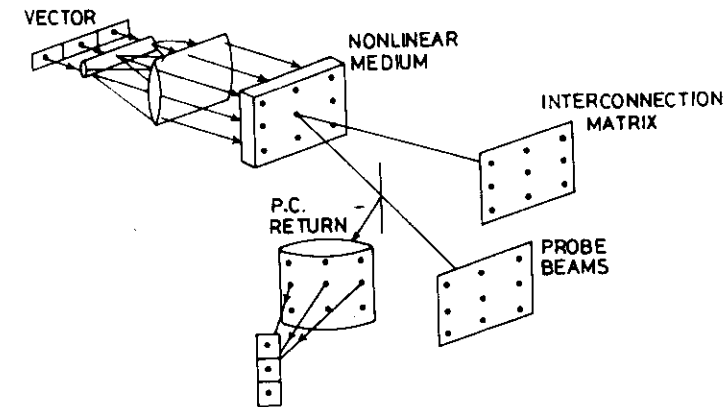 VECTOR
NONLINEAR
MEDIUM
INTERCONNECTION
MATRIX
P.C.
RETURN
PROBE
BEAMS